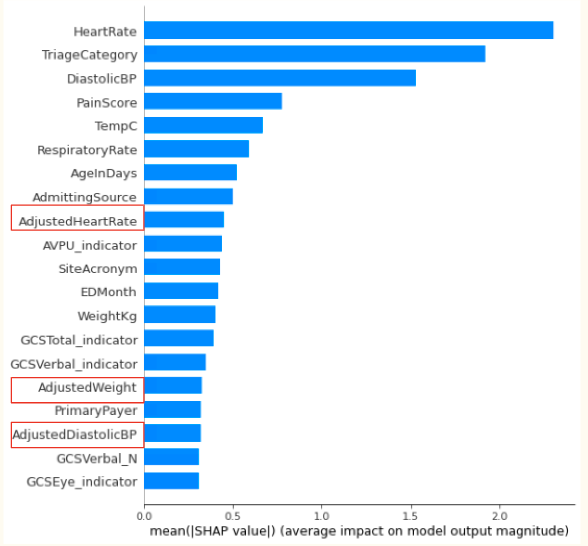 HeartRate
TriageCategory
DiastolicBP
PainScore
TempC
RespiratoryRate
AgeInDays
AdmittingSource
AdjustedHeartRate
AVPU_indicator
SiteAcronym
EDMonth
WeightKg
GCSTotal_indicator
GCSVerbal_indicator
AdjustedWeight
PrimaryPayer
AdjustedDiastolicBP
GCSVerbal_N
GCSEye_indicator
0.0 0.5 1.0 1.5 2.0
mean(|SHAP value|) (average impact on model output magnitude)